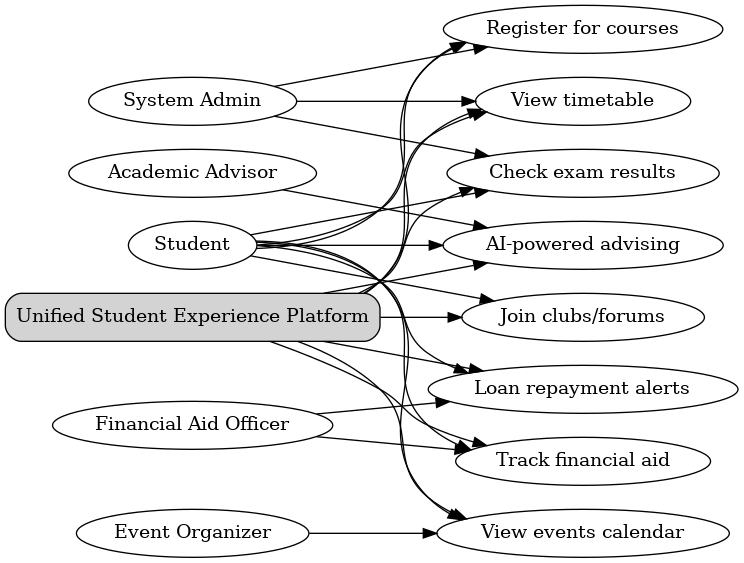 Register for courses
System Admin
View timetable
Academic Advisor
Check exam results
Student
AI-powered advising
Unified Student Experience Platform
Join clubs/forums
Loan repayment alerts
Financial Aid Officer
Track financial aid
Event Organizer
View events calendar